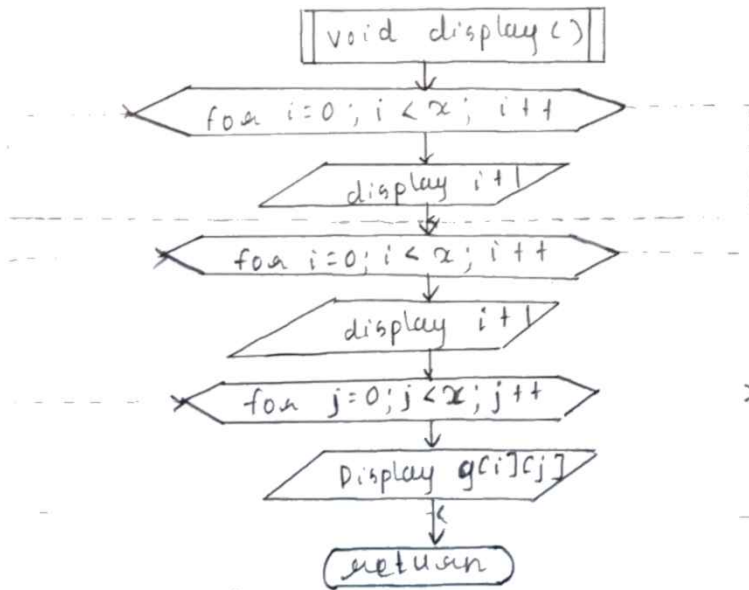 void display()
for i=0; i<x; i++
display i+1
for i=0; i<x; i++
display i+1
for j=0; j<x; j++
Display g[i][j]
return